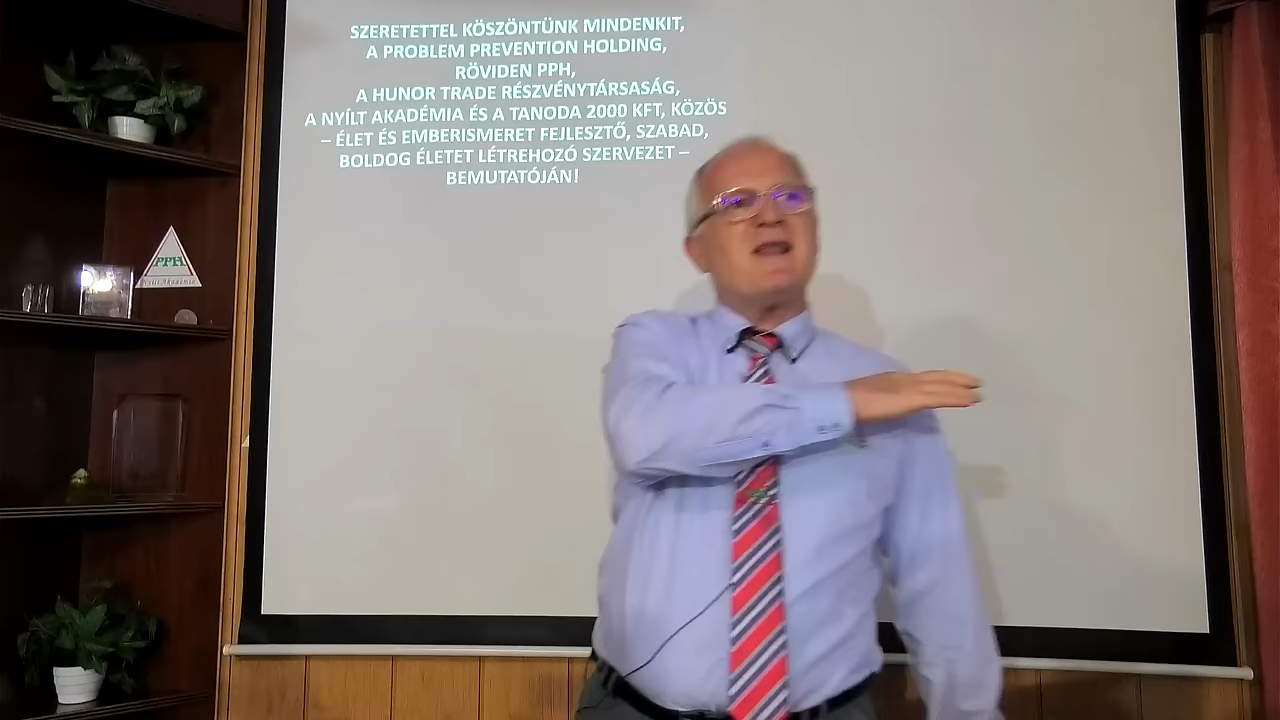 SZERETETTEL KÖSZÖNTÜNK MINDENKIT,
A PROBLEM PREVENTION HOLDING,
RÖVIDEN PPH,
A HUNOR TRADE RÉSZVÉNYTÁRSASÁG,
A NYÍLT AKADÉMIA ÉS A TANODA 2000 KFT, KÖZÖS
– ÉLET ÉS EMBERISMERET FEJLESZTŐ, SZABAD,
BOLDOG ÉLETET LÉTREHOZÓ SZERVEZET –
BEMUTATÓJÁN!
PPH